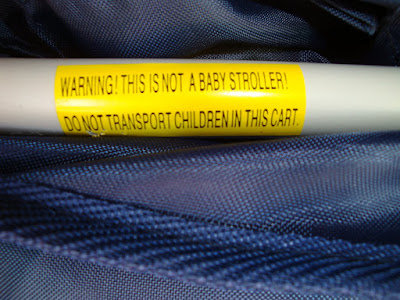 WARNING! THIS IS NOT A BABY STROLLER!
DO NOT TRANSPORT CHILDREN IN THIS CART.